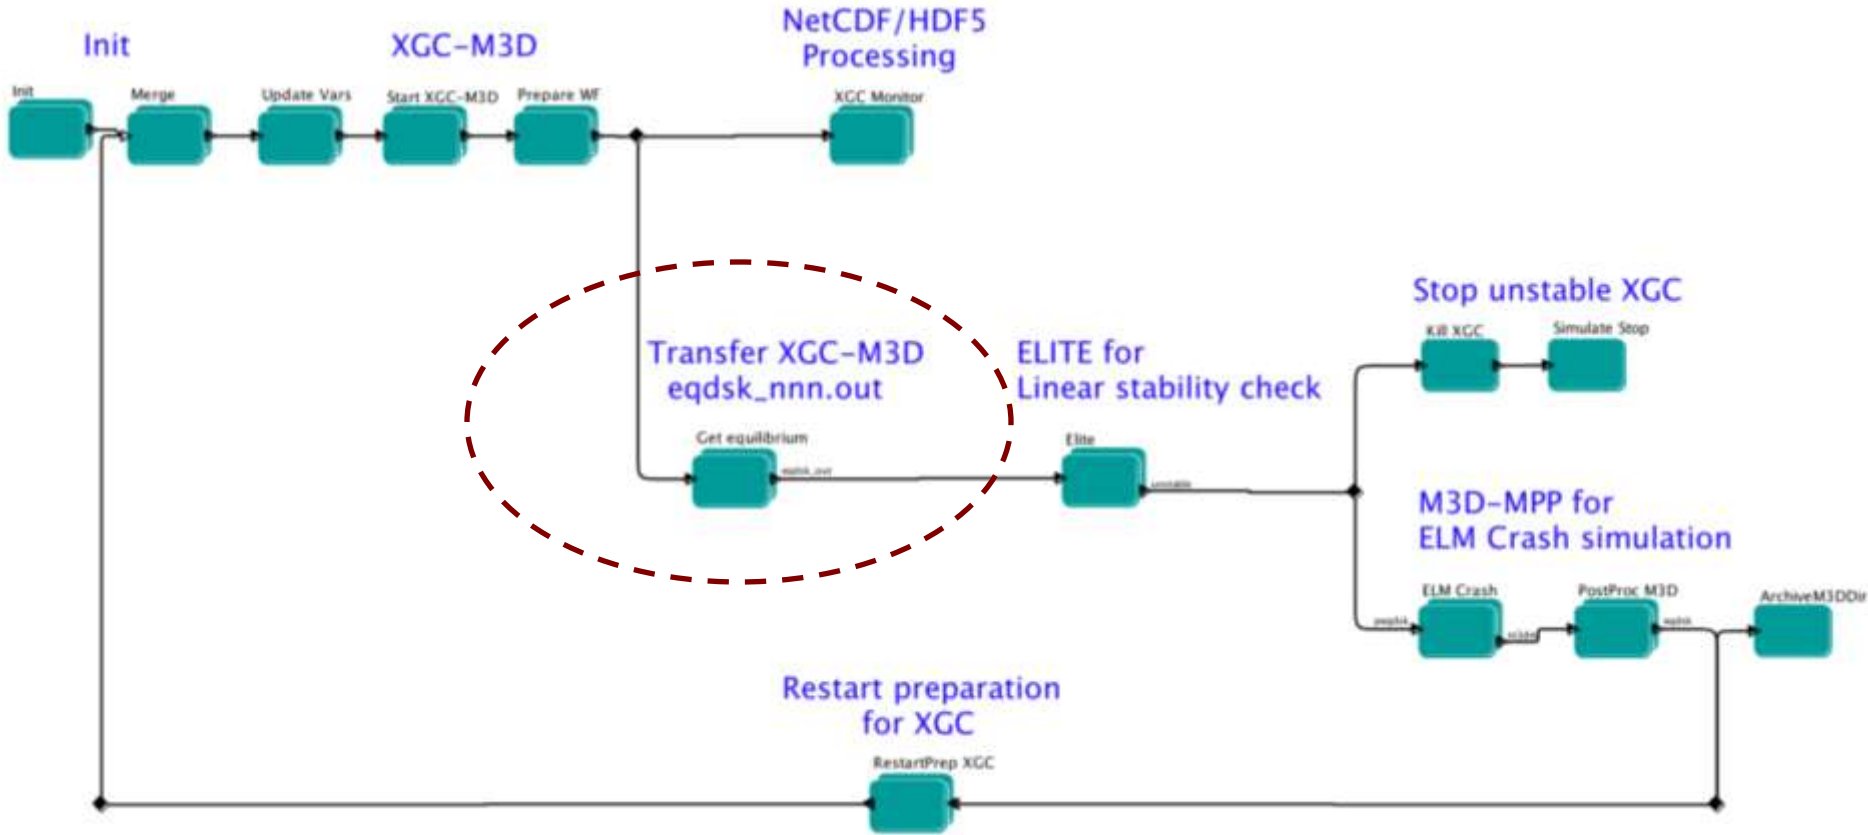 Init
XGC-M3D
NetCDF/HDF5
Processing
Init
Merge
Update Vars
Start XGC-M3D
Prepare WF
XGC Monitor
Transfer XGC-M3D
eqdsk_nnn.out
ELITE for
Linear stability check
Get equilibrium
eqdsk_out
Elite
unstable
Stop unstable XGC
Kill XGC
Simulate Stop
M3D-MPP for
ELM Crash simulation
ELM Crash
PostProc M3D
eqdsk
ArchiveM3DDir
Restart preparation
for XGC
RestartPrep XGC